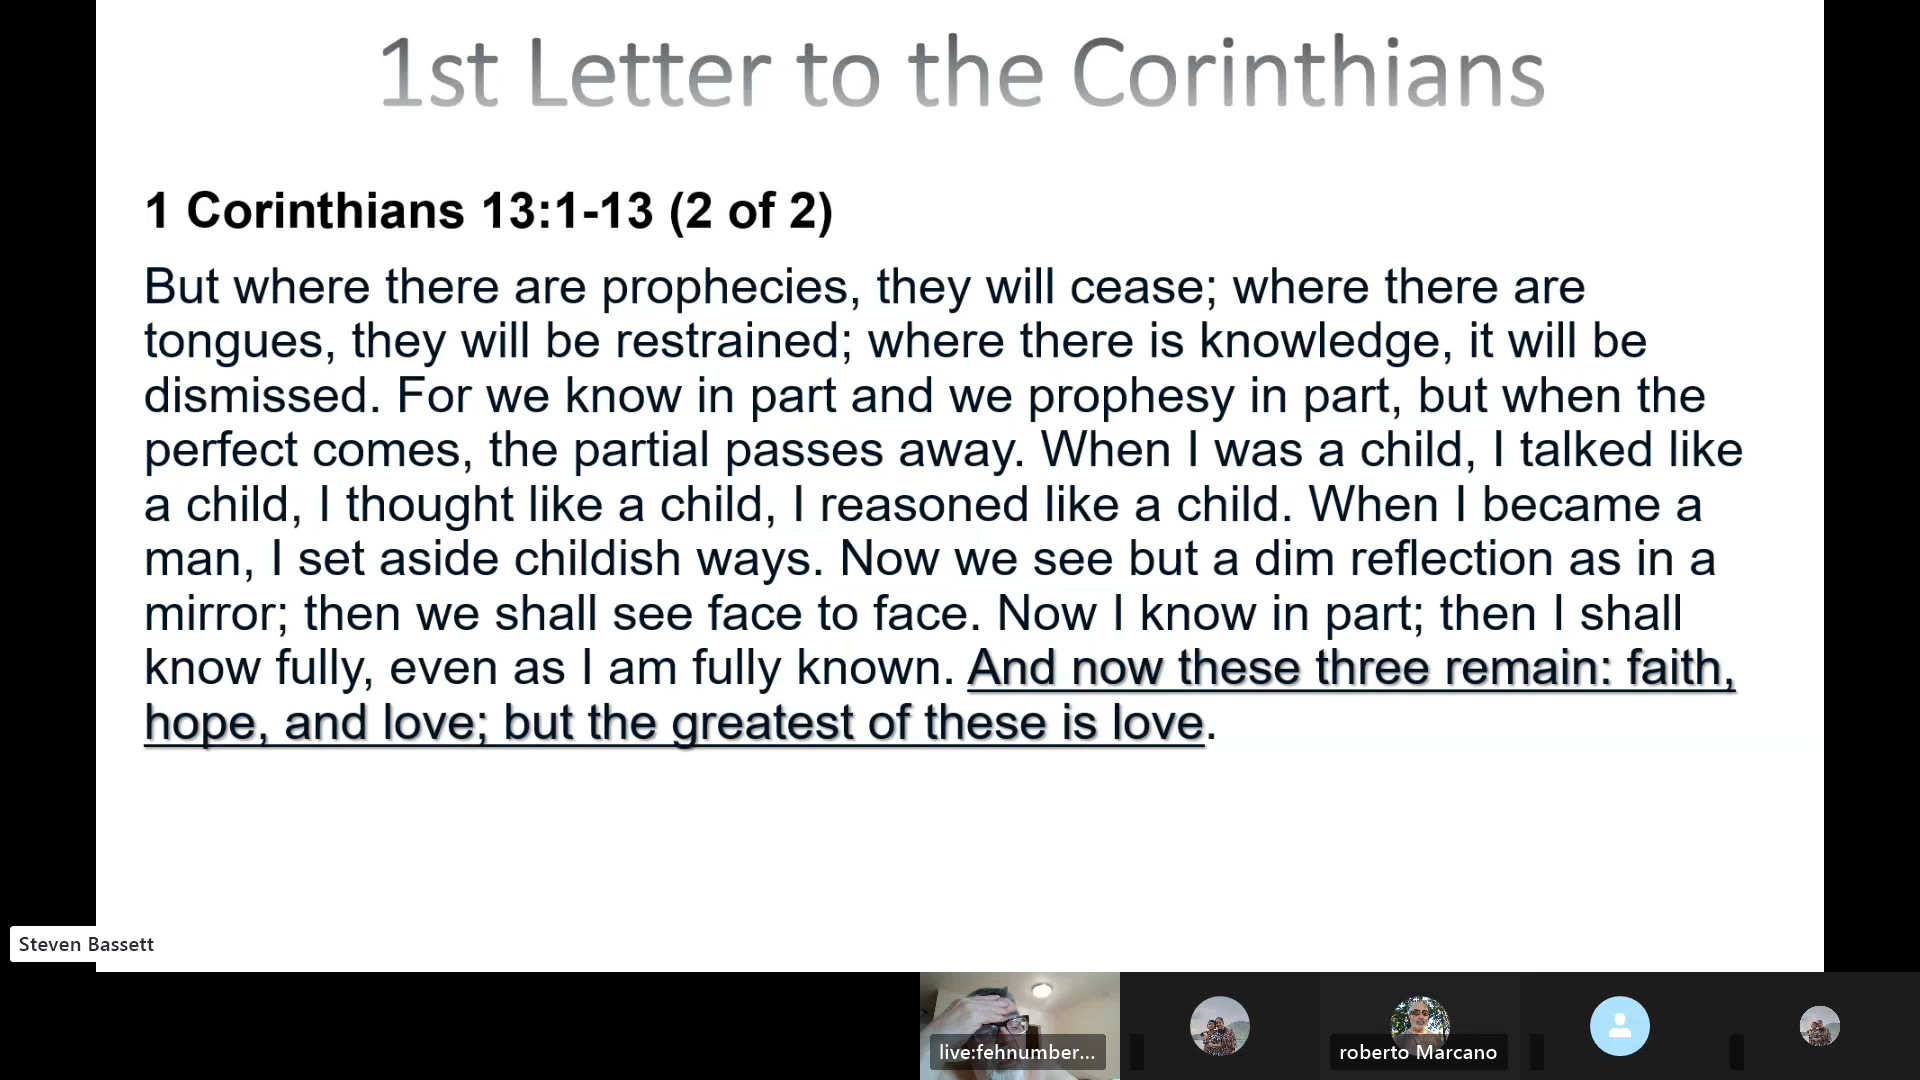 1st Letter to the Corinthians
1 Corinthians 13:1-13 (2 of 2)
But where there are prophecies, they will cease; where there are
tongues, they will be restrained; where there is knowledge, it will be
dismissed. For we know in part and we prophesy in part, but when the
perfect comes, the partial passes away. When I was a child, I talked like
a child, I thought like a child, I reasoned like a child. When I became a
man, I set aside childish ways. Now we see but a dim reflection as in a
mirror; then we shall see face to face. Now I know in part; then I shall
know fully, even as I am fully known. And now these three remain: faith,
hope, and love; but the greatest of these is love.
Steven Bassett
live:fehnumber...
roberto Marcano